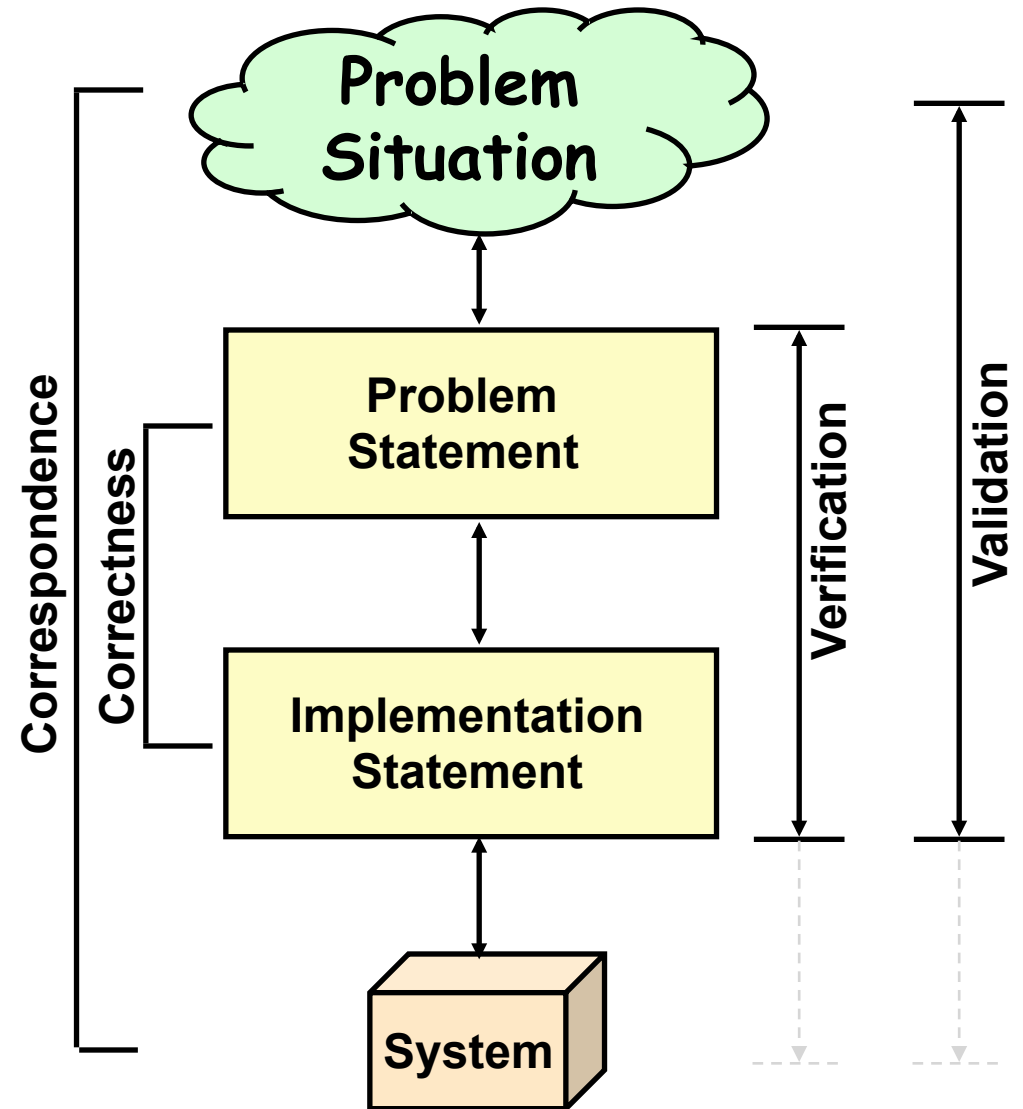 Problem
Situation
Correspondence
Correctness
Problem
Statement
Verification
Validation
Implementation
Statement
System